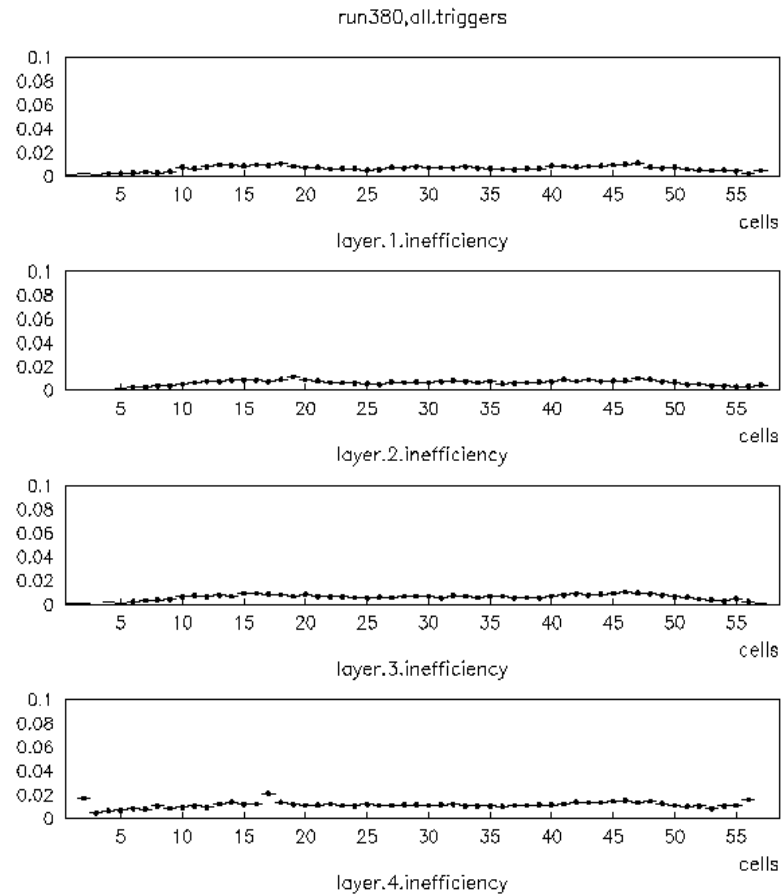 run380,all.triggers
0.1
0.08
0.06
0.04
0.02
0
5 10 15 20 25 30 35 40 45 50 55
cells
layer.1.inefficiency
0.1
0.08
0.06
0.04
0.02
0
5 10 15 20 25 30 35 40 45 50 55
cells
layer.2.inefficiency
0.1
0.08
0.06
0.04
0.02
0
5 10 15 20 25 30 35 40 45 50 55
cells
layer.3.inefficiency
0.1
0.08
0.06
0.04
0.02
0
5 10 15 20 25 30 35 40 45 50 55
cells
layer.4.inefficiency